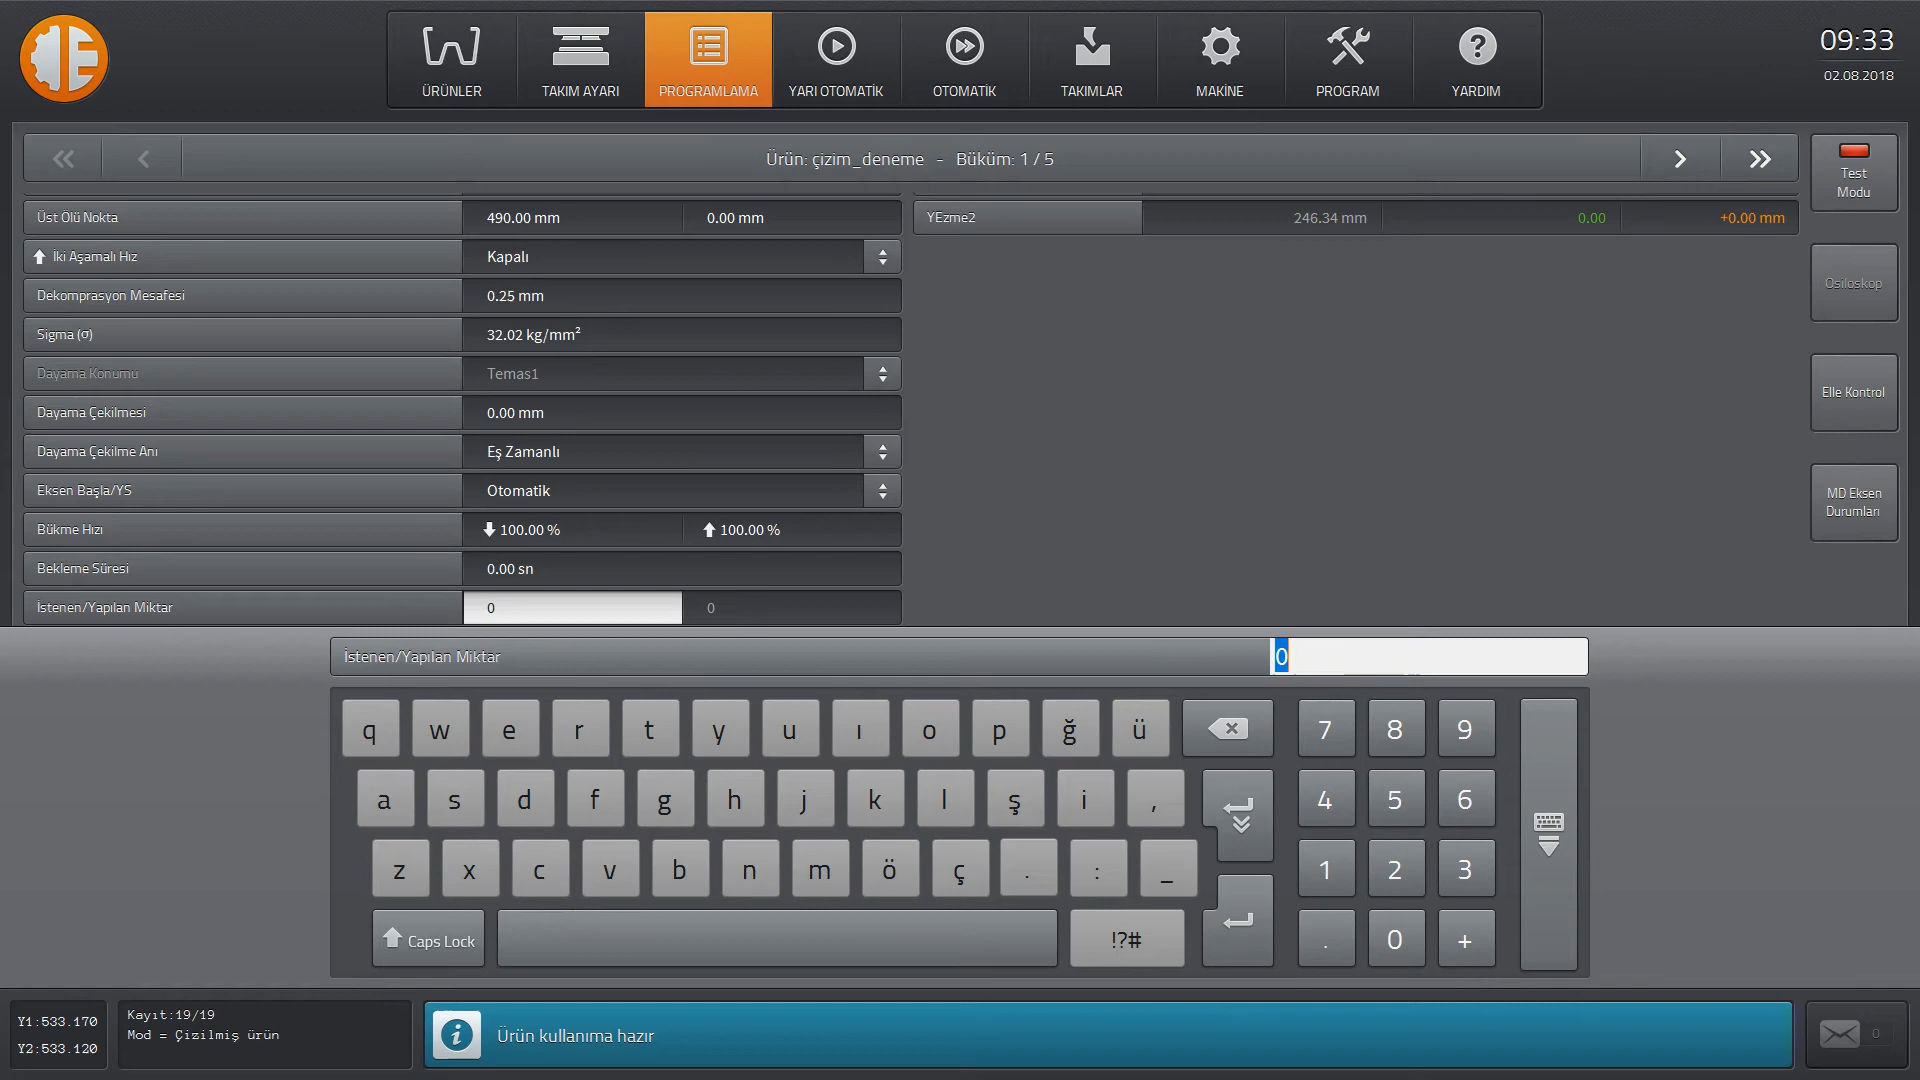 ÜRÜNLER
TAKIM AYARI
PROGRAMLAMA
YARI OTOMATİK
OTOMATİK
TAKIMLAR
MAKİNE
PROGRAM
YARDIM
09:33
02.08.2018
Ürün: çizim_deneme - Büküm: 1 / 5
Test
Modu
Üst Ölü Nokta 490.00 mm 0.00 mm
YEzme2 246.34 mm 0.00 +0.00 mm
İki Aşamalı Hız Kapalı
Dekomprasyon Mesafesi 0.25 mm
Osiloskop
Sigma (σ) 32.02 kg/mm²
Dayama Konumu Temas1
Elle Kontrol
Dayama Çekilmesi 0.00 mm
Dayama Çekilme Anı Eş Zamanlı
Eksen Başla/YS Otomatik
MD Eksen
Durumları
Bükme Hızı 100.00 % 100.00 %
Bekleme Süresi 0.00 sn
İstenen/Yapılan Miktar 0 0
İstenen/Yapılan Miktar 0
q w e r t y u ı o p ğ ü 7 8 9
a s d f g h j k l ş i , 4 5 6
z x c v b n m ö ç . : _ 1 2 3
Caps Lock !?# . 0 +
Y1:533.170
Y2:533.120
Kayıt:19/19
Mod = Çizilmiş ürün
Ürün kullanıma hazır
0